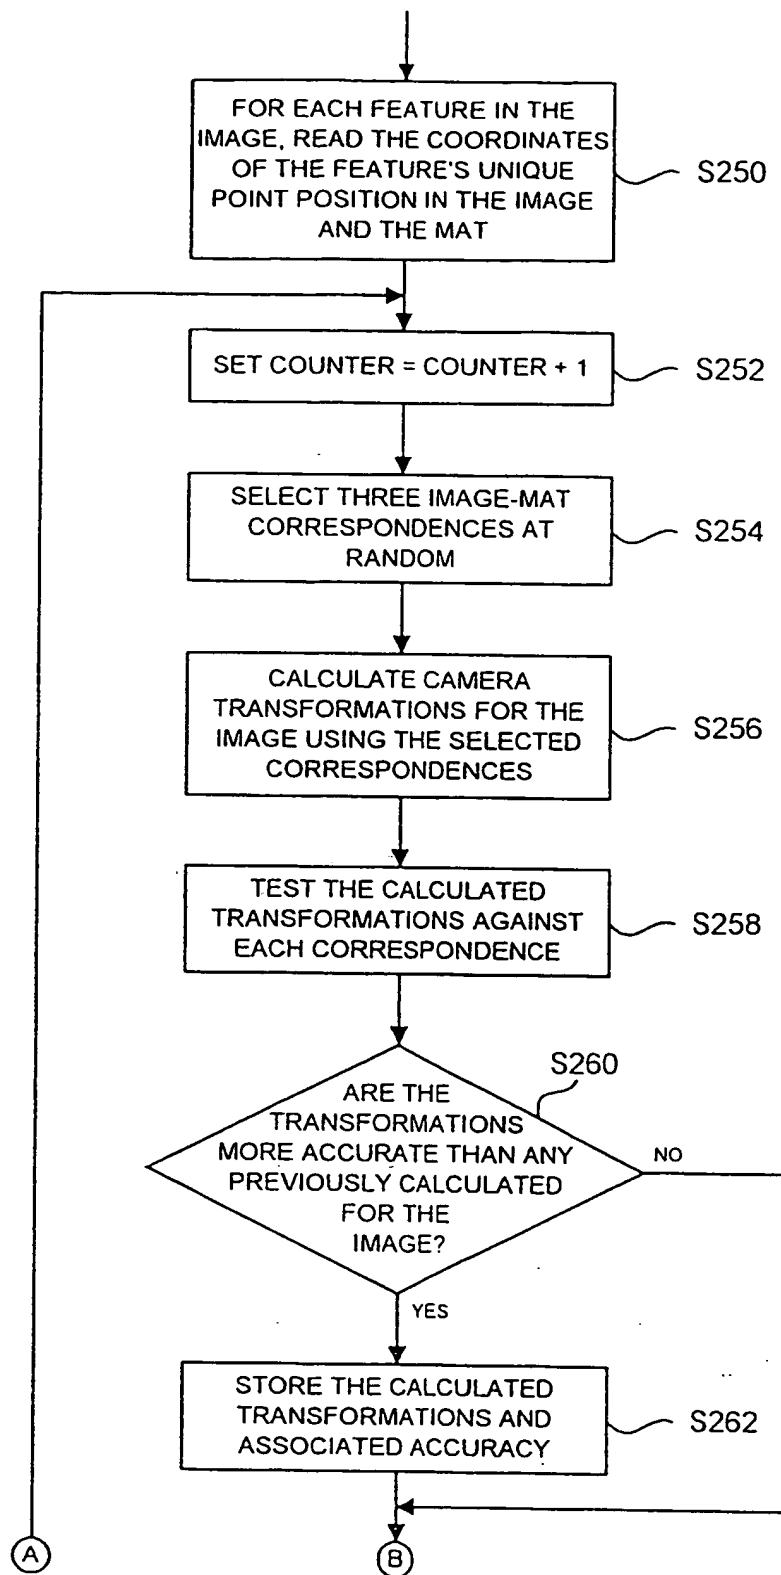 FOR EACH FEATURE IN THE
IMAGE, READ THE COORDINATES
OF THE FEATURE'S UNIQUE
POINT POSITION IN THE IMAGE
AND THE MAT
S250
SET COUNTER = COUNTER + 1
S252
SELECT THREE IMAGE-MAT
CORRESPONDENCES AT
RANDOM
S254
CALCULATE CAMERA
TRANSFORMATIONS FOR THE
IMAGE USING THE SELECTED
CORRESPONDENCES
S256
TEST THE CALCULATED
TRANSFORMATIONS AGAINST
EACH CORRESPONDENCE
S258
S260
ARE THE
TRANSFORMATIONS
MORE ACCURATE THAN ANY
PREVIOUSLY CALCULATED
FOR THE
IMAGE?
NO
YES
STORE THE CALCULATED
TRANSFORMATIONS AND
ASSOCIATED ACCURACY
S262
A
B